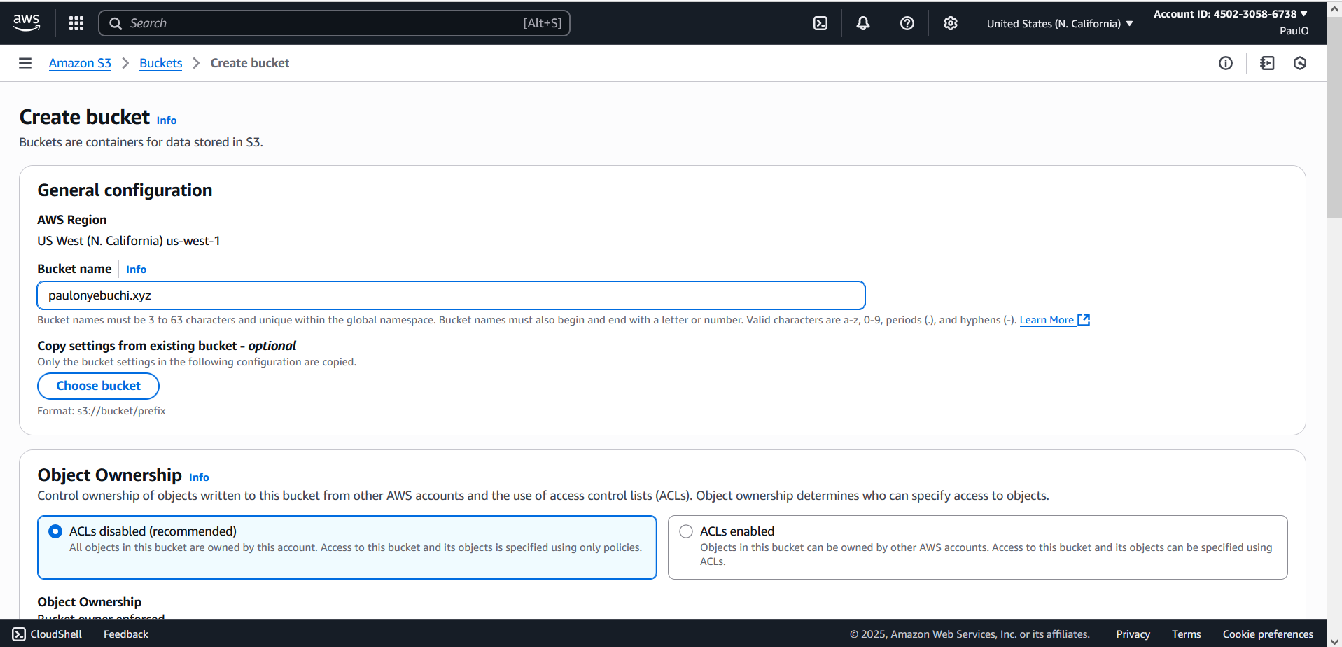 aws
Search [Alt+S]
United States (N. California) ▼
Account ID: 4502-3058-6738 ▼
PaulO
Amazon S3 > Buckets > Create bucket
Create bucket Info
Buckets are containers for data stored in S3.
General configuration
AWS Region
US West (N. California) us-west-1
Bucket name Info
paulonyebuchi.xyz
Bucket names must be 3 to 63 characters and unique within the global namespace. Bucket names must also begin and end with a letter or number. Valid characters are a-z, 0-9, periods (.), and hyphens (-). Learn More
Copy settings from existing bucket - optional
Only the bucket settings in the following configuration are copied.
Choose bucket
Format: s3://bucket/prefix
Object Ownership Info
Control ownership of objects written to this bucket from other AWS accounts and the use of access control lists (ACLs). Object ownership determines who can specify access to objects.
ACLs disabled (recommended)
All objects in this bucket are owned by this account. Access to this bucket and its objects is specified using only policies.
ACLs enabled
Objects in this bucket can be owned by other AWS accounts. Access to this bucket and its objects can be specified using
ACLs.
Object Ownership
Bucket owner enforced
CloudShell Feedback © 2025, Amazon Web Services, Inc. or its affiliates. Privacy Terms Cookie preferences